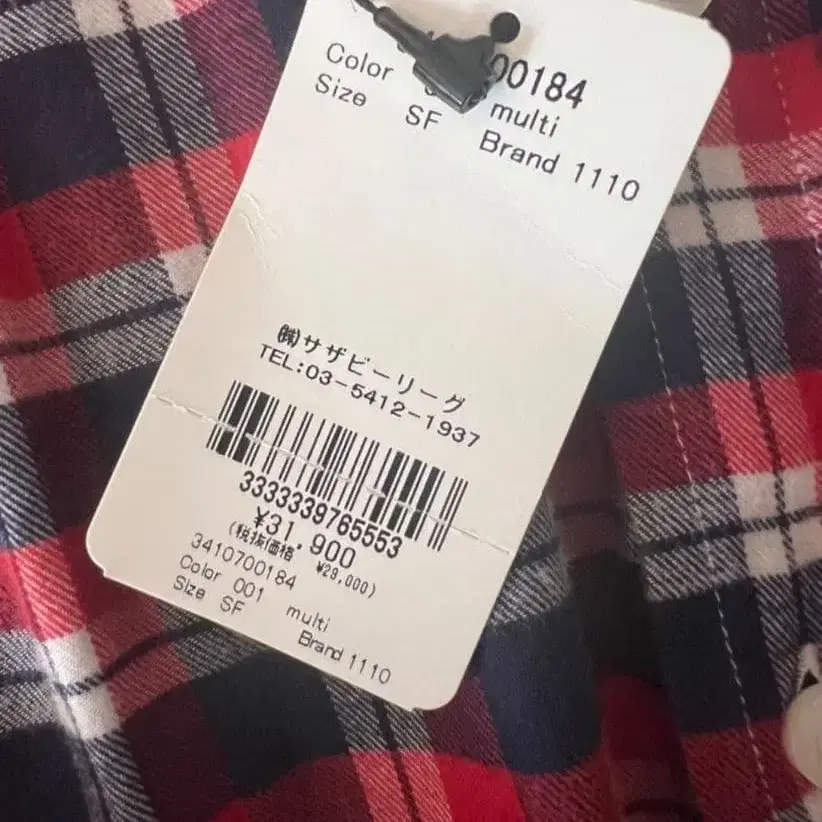 00184
Color multi
Size SF Brand 1110
㈱サザビーリーグ
TEL:03-5412-1937
3333339765553
¥31,900
(税抜価格 ¥29,000)
3410700184
Color 001 multi
Size SF Brand 1110